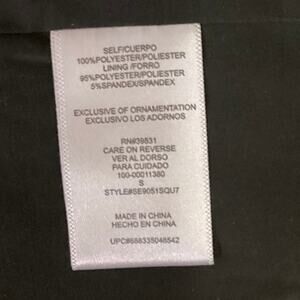 SELF/CUERPO
100%POLYESTER/POLIESTER
LINING /FORRO
95%POLYESTER/POLIESTER
5%SPANDEX/SPANDEX
EXCLUSIVE OF ORNAMENTATION
EXCLUSIVO LOS ADORNOS
RN#39831
CARE ON REVERSE
VER AL DORSO
PARA CUIDADO
100-00011380
S
STYLE#SE9051SQU7
MADE IN CHINA
HECHO EN CHINA
UPC#688335048542